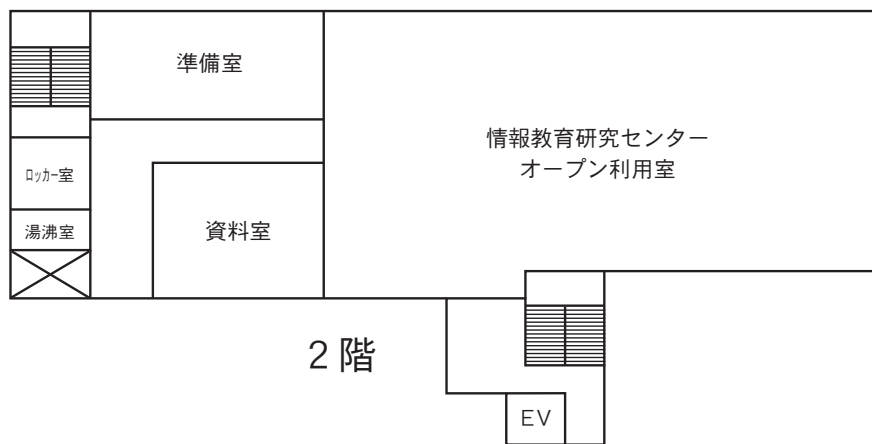 準備室
情報教育研究センター
オープン利用室
ロッカー室
湯沸室
資料室
2階
EV